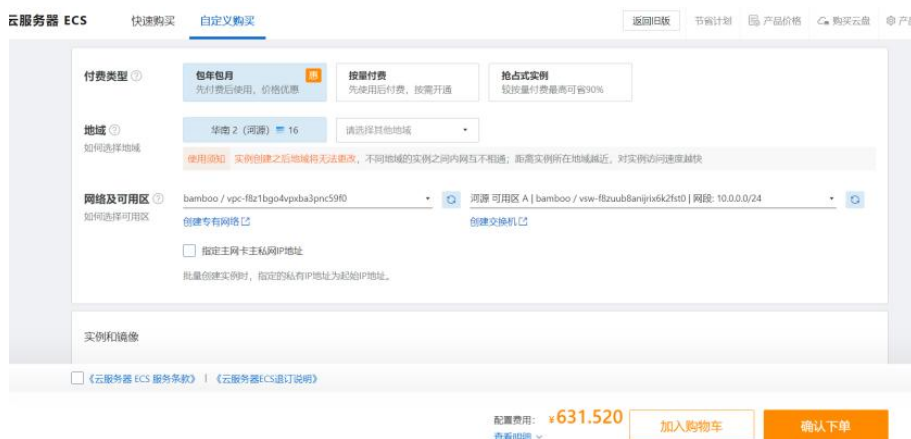 云服务器 ECS 快速购买 自定义购买 返回旧版 节省计划 产品价格 购买云盘
付费类型 包年包月 惠 按量付费 抢占式实例
先付费后使用，价格优惠 先使用后付费，按需开通 较按量付费最高可省90%
地域 华南 2（河源） 16 请选择其他地域
如何选择地域
使用须知 实例创建之后地域将无法更改，不同地域的实例之间内网互不相通；距离实例所在地域越近，对实例访问速度越快
网络及可用区 bamboo / vpc-f8z1bgo4vpxba3pnc59f0 河源 可用区 A | bamboo / vsw-f8zuub8anijrix6k2fst0 | 网段: 10.0.0.0/24
如何选择可用区 创建专有网络 创建交换机
指定主网卡主私网IP地址
批量创建实例时，指定的私有IP地址为起始IP地址。
实例和镜像
《云服务器 ECS 服务条款》 | 《云服务器ECS退订说明》
配置费用: ¥631.520 加入购物车 确认下单
查看明细